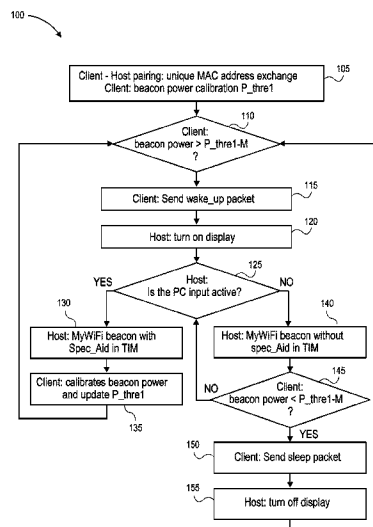 100
Client - Host pairing: unique MAC address exchange
Client: beacon power calibration P_thre1
105
110
Client:
beacon power > P_thre1-M
?
115
Client: Send wake_up packet
120
Host: turn on display
125
Host:
Is the PC input active?
YES
NO
130
Host: MyWiFi beacon with
Spec_Aid in TIM
140
Host: MyWiFi beacon without
spec_Aid in TIM
Client: calibrates beacon power
and update P_thre1
135
145
NO
Client:
beacon power < P_thre1-M
?
YES
150
Client: Send sleep packet
155
Host: turn off display